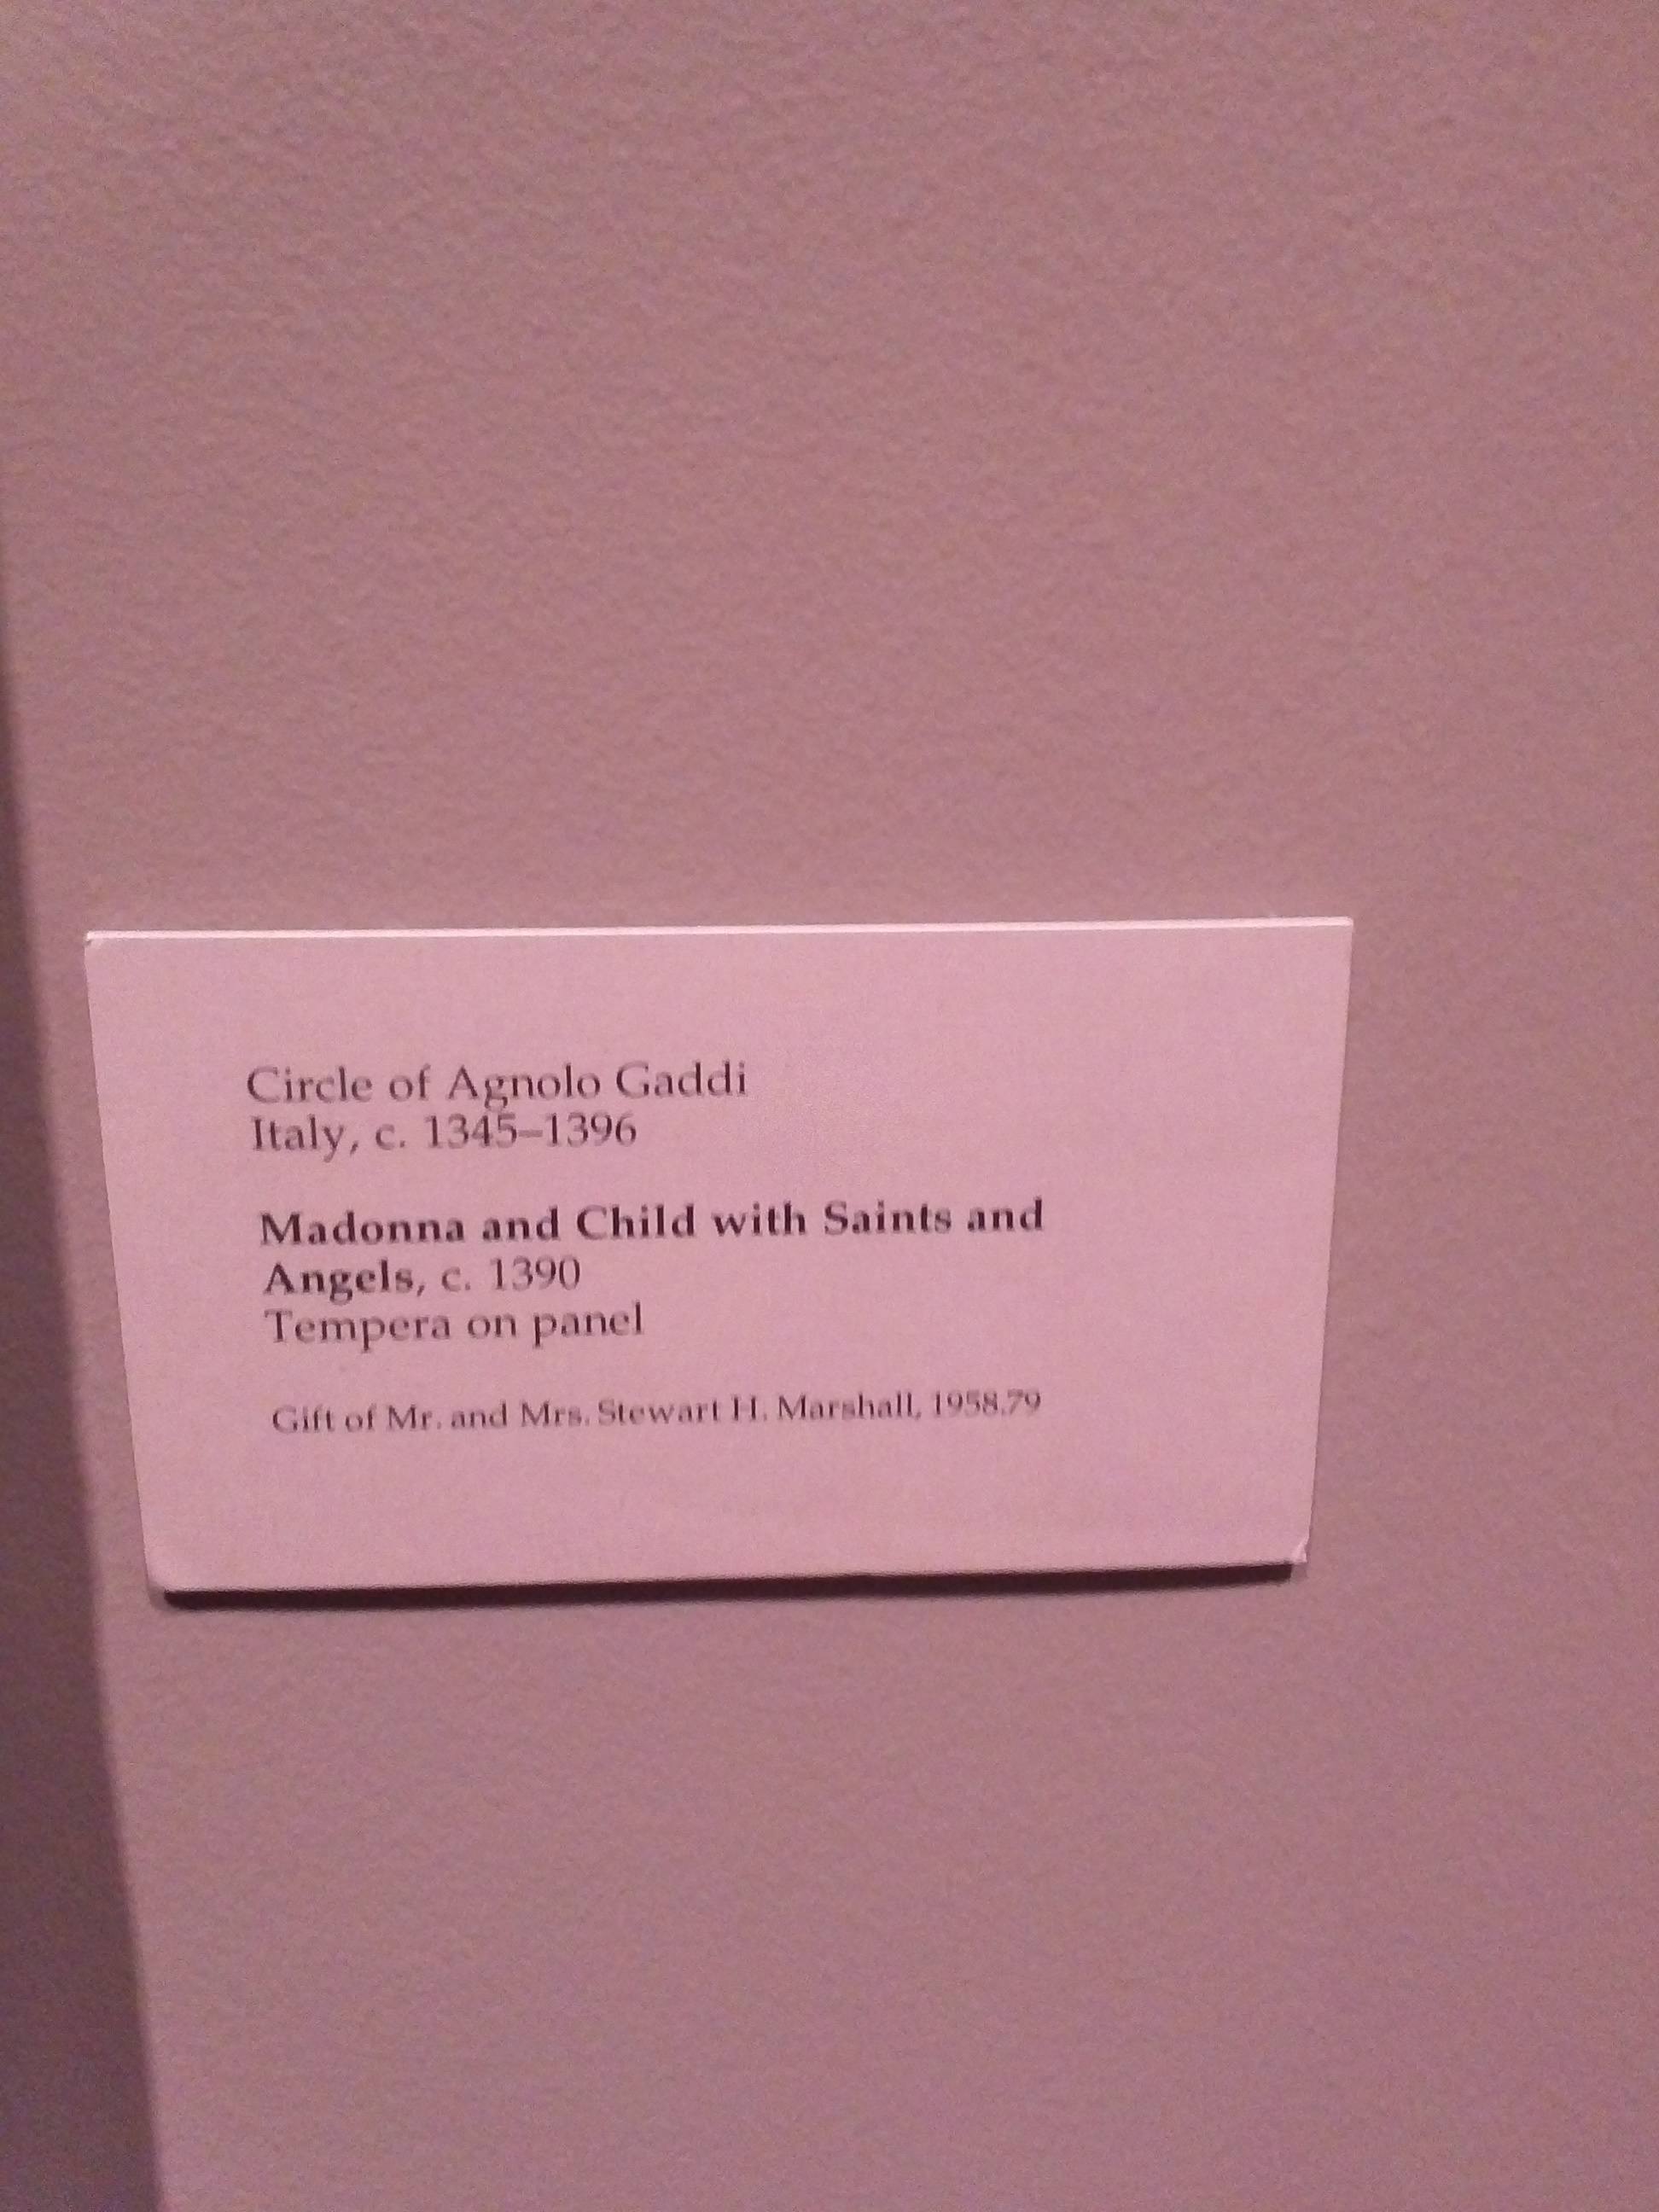 Circle of Agnolo Gaddi
Italy, c. 1345–1396
Madonna and Child with Saints and
Angels, c. 1390
Tempera on panel
Gift of Mr. and Mrs. Stewart H. Marshall, 1958.79